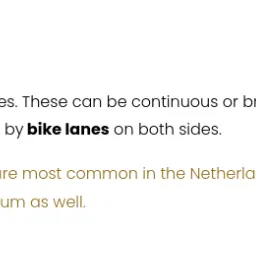 es. These can be continuous or br
by bike lanes on both sides.
are most common in the Netherla
um as well.